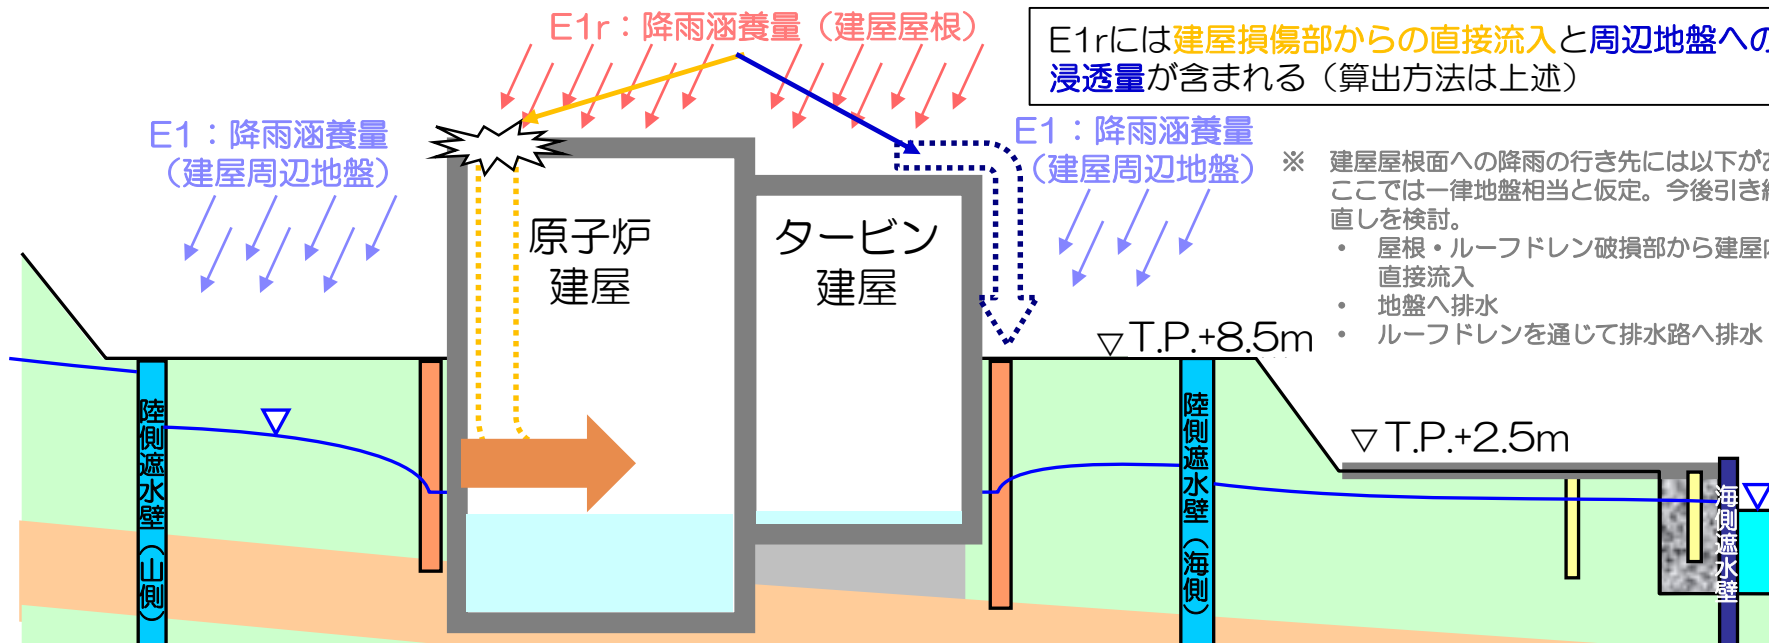 E1r：降雨涵養量（建屋屋根）
E1rには建屋損傷部からの直接流入と周辺地盤への
浸透量が含まれる（算出方法は上述）
E1：降雨涵養量
（建屋周辺地盤）
E1：降雨涵養量
（建屋周辺地盤）
※ 建屋屋根面への降雨の行き先には以下が
ここでは一律地盤相当と仮定。今後引き
直しを検討。
• 屋根・ルーフドレン破損部から建屋
直接流入
• 地盤へ排水
• ルーフドレンを通じて排水路へ排水
原子炉
建屋
タービン
建屋
▽T.P.+8.5m
▽T.P.+2.5m
陸側遮水壁（山側）
陸側遮水壁（海側）
海側遮水壁